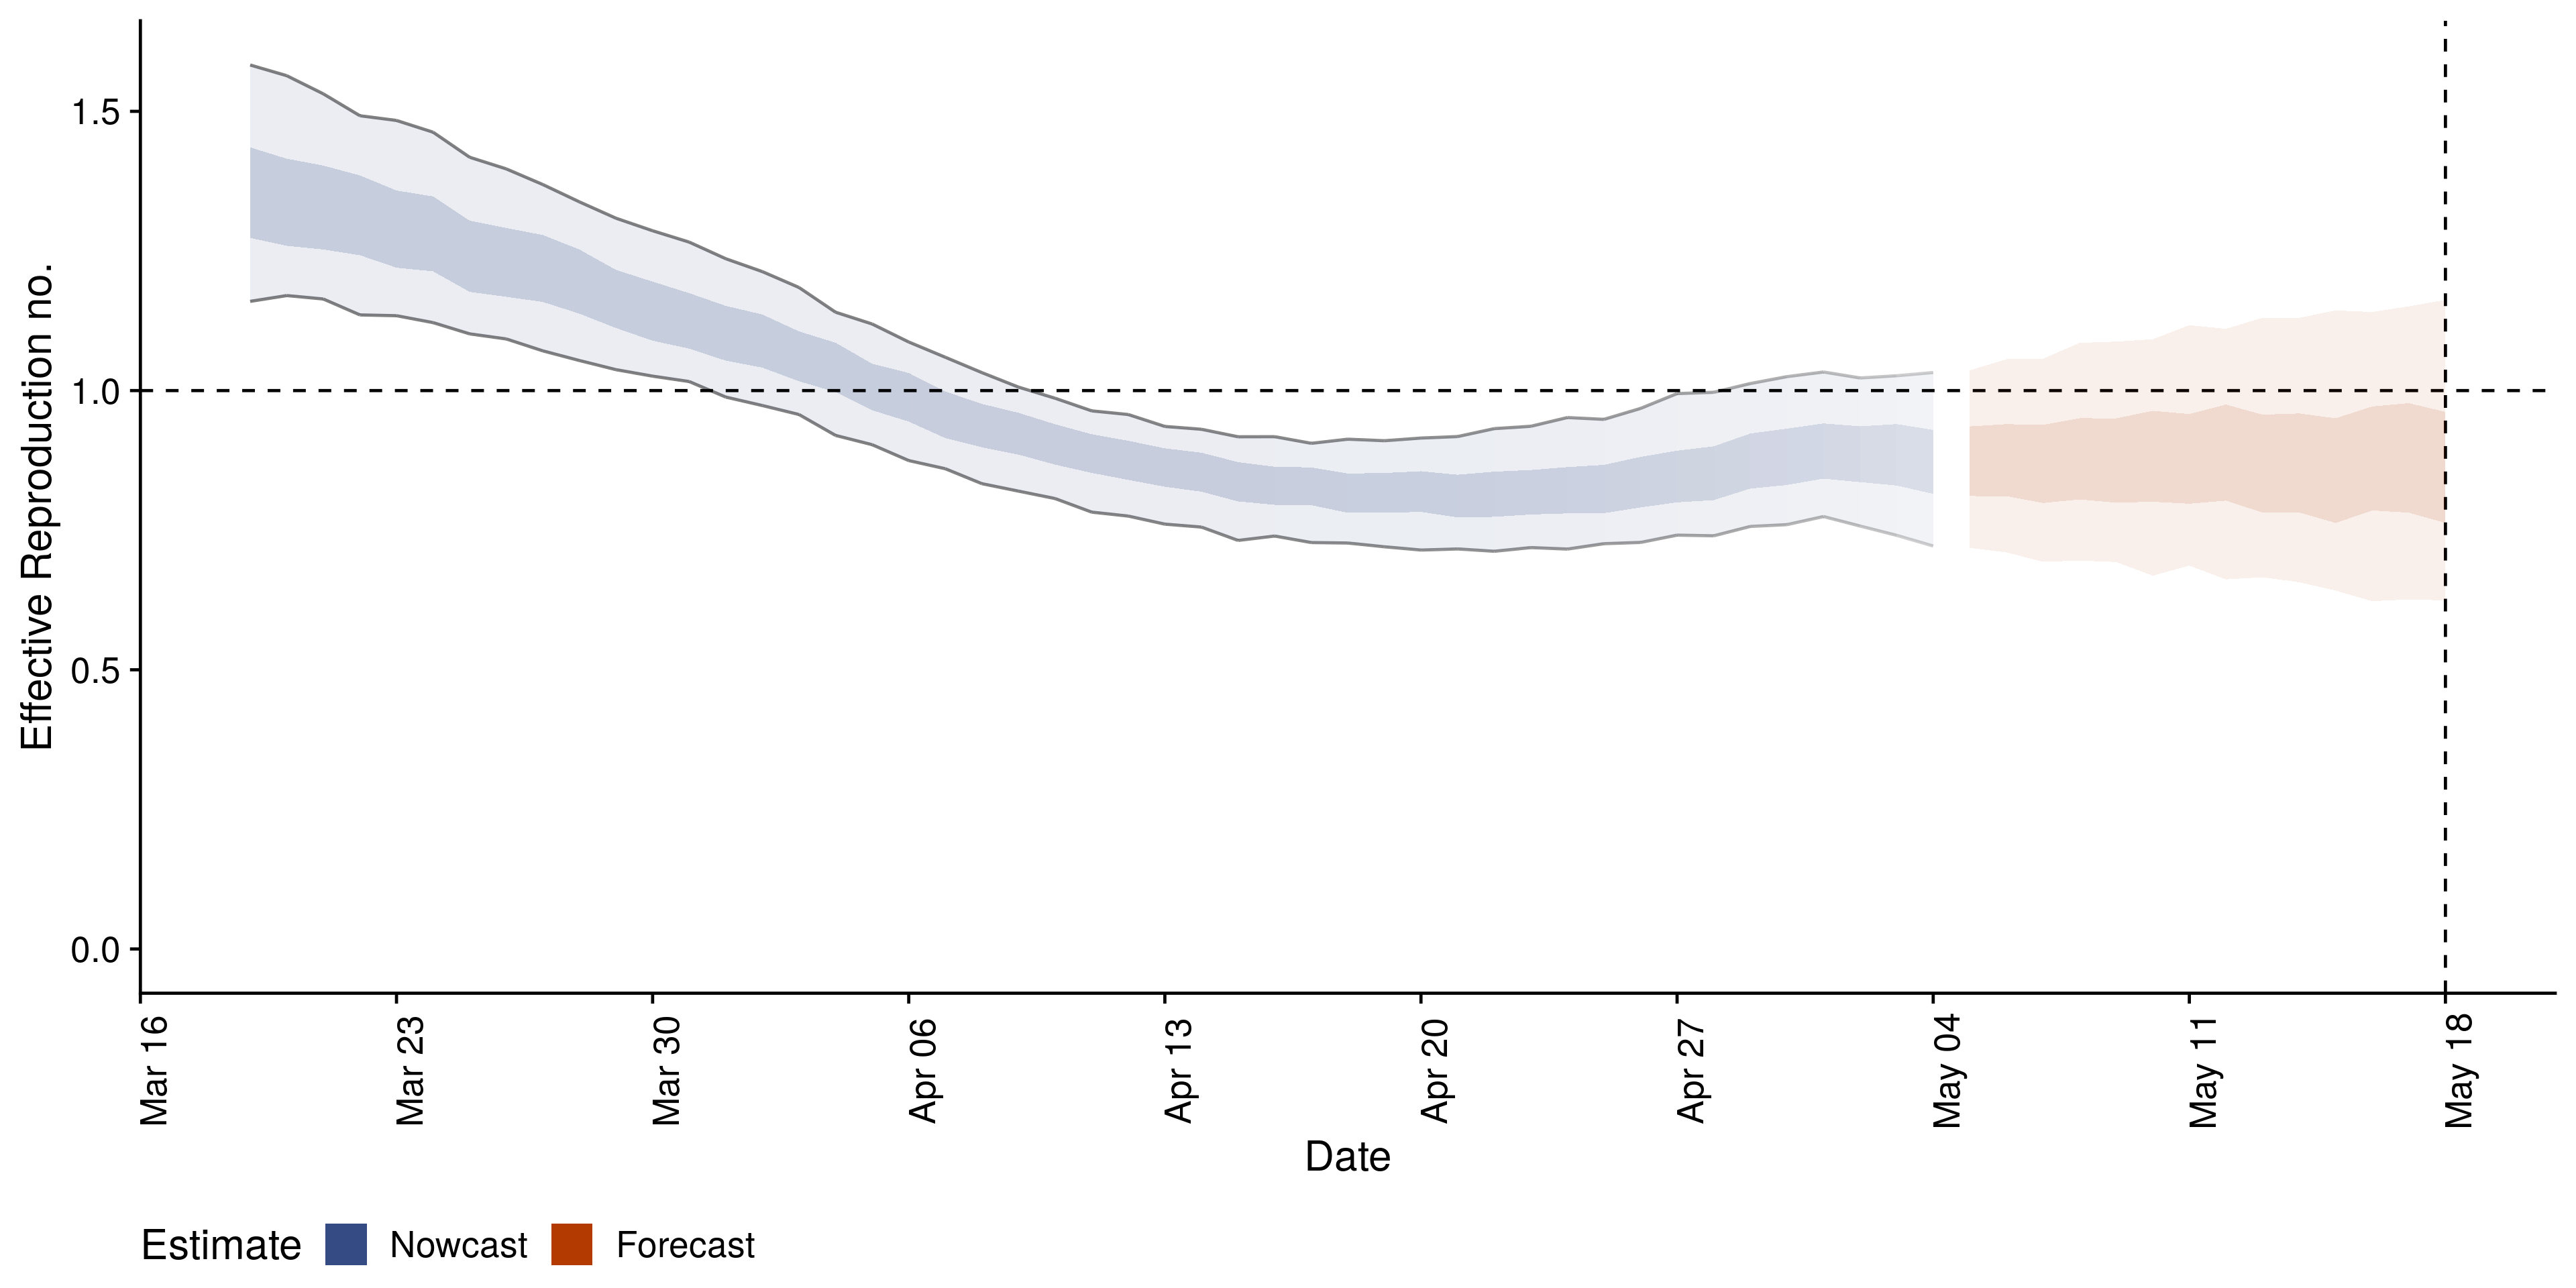 Effective Reproduction no.
1.5
1.0
0.5
0.0
Mar 16
Mar 23
Mar 30
Apr 06
Apr 13
Apr 20
Apr 27
May 04
May 11
May 18
Date
Estimate Nowcast Forecast